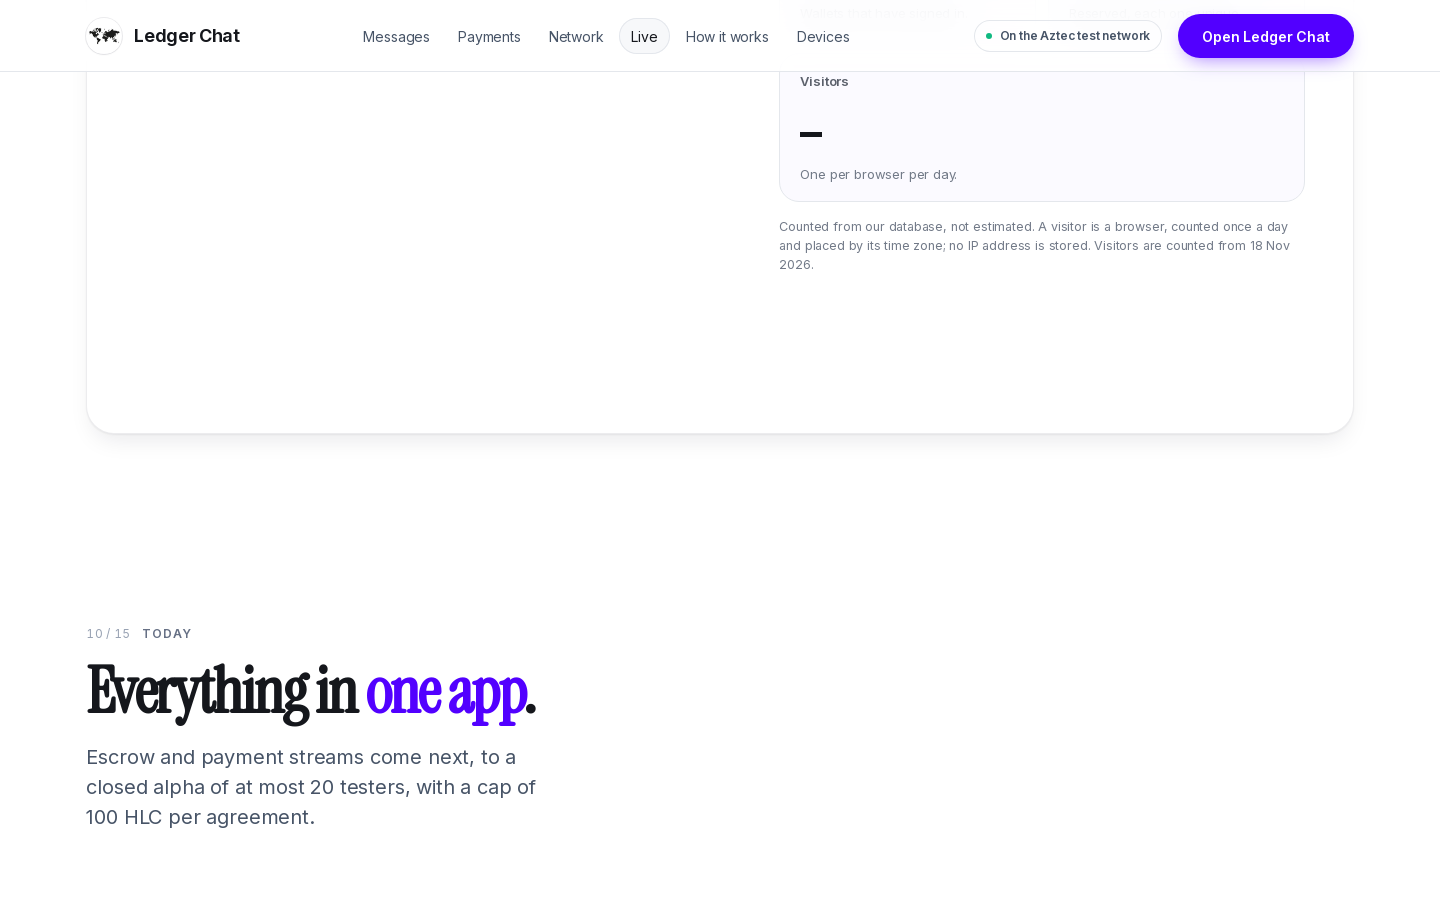 Ledger Chat
Messages
Payments
Network
Live
How it works
Devices
On the Aztec test network
Open Ledger Chat
Visitors
—
One per browser per day.
Counted from our database, not estimated. A visitor is a browser, counted once a day
and placed by its time zone; no IP address is stored. Visitors are counted from 18 Nov
2026.
10 / 15 TODAY
Everything in one app.
Escrow and payment streams come next, to a
closed alpha of at most 20 testers, with a cap of
100 HLC per agreement.